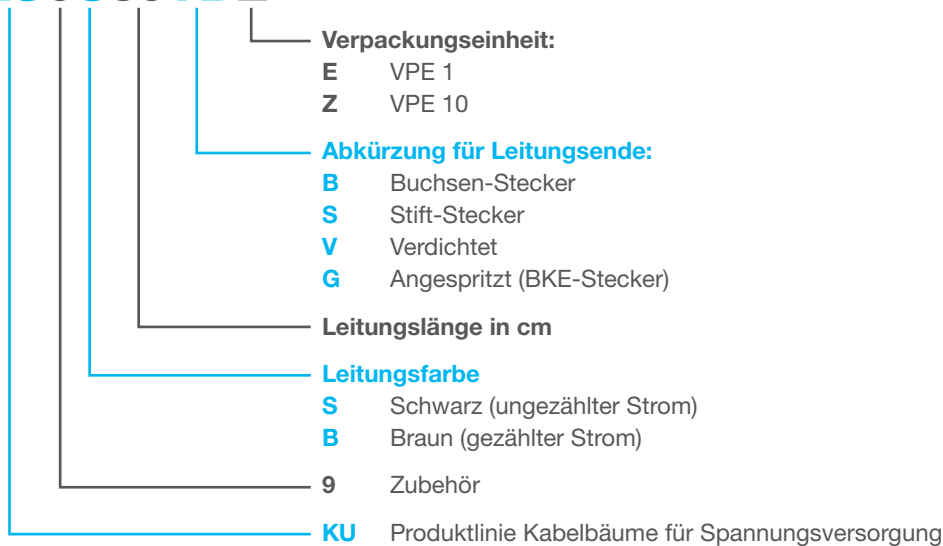 Verpackungseinheit:
E VPE 1
Z VPE 10
Abkürzung für Leitungsende:
B Buchsen-Stecker
S Stift-Stecker
V Verdichtet
G Angespritzt (BKE-Stecker)
Leitungslänge in cm
Leitungsfarbe
S Schwarz (ungezählter Strom)
B Braun (gezählter Strom)
9 Zubehör
KU Produktlinie Kabelbäume für Spannungsversorgung